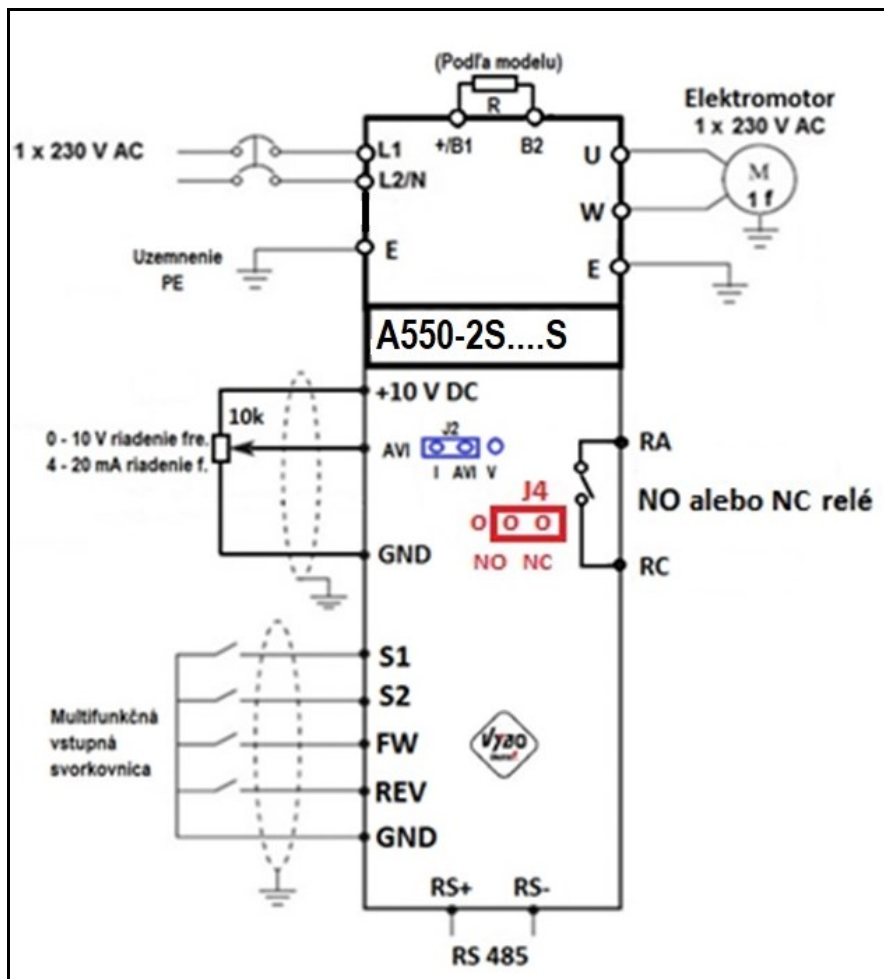 (Podľa modelu)
R
Elektromotor
1 x 230 V AC
1 x 230 V AC
L1
+/B1
B2
U
M
1 f
L2/N
W
Uzemnenie
PE
E
E
A550-2S....S
+10 V DC
10k
0 - 10 V riadenie fre.
4 - 20 mA riadenie f.
AVI
J2
I AVI V
RA
J4
NO alebo NC relé
NO NC
GND
RC
S1
S2
Multifunkčná
vstupná
svorkovnica
FW
REV
GND
Vybo
RS+ RS-
RS 485